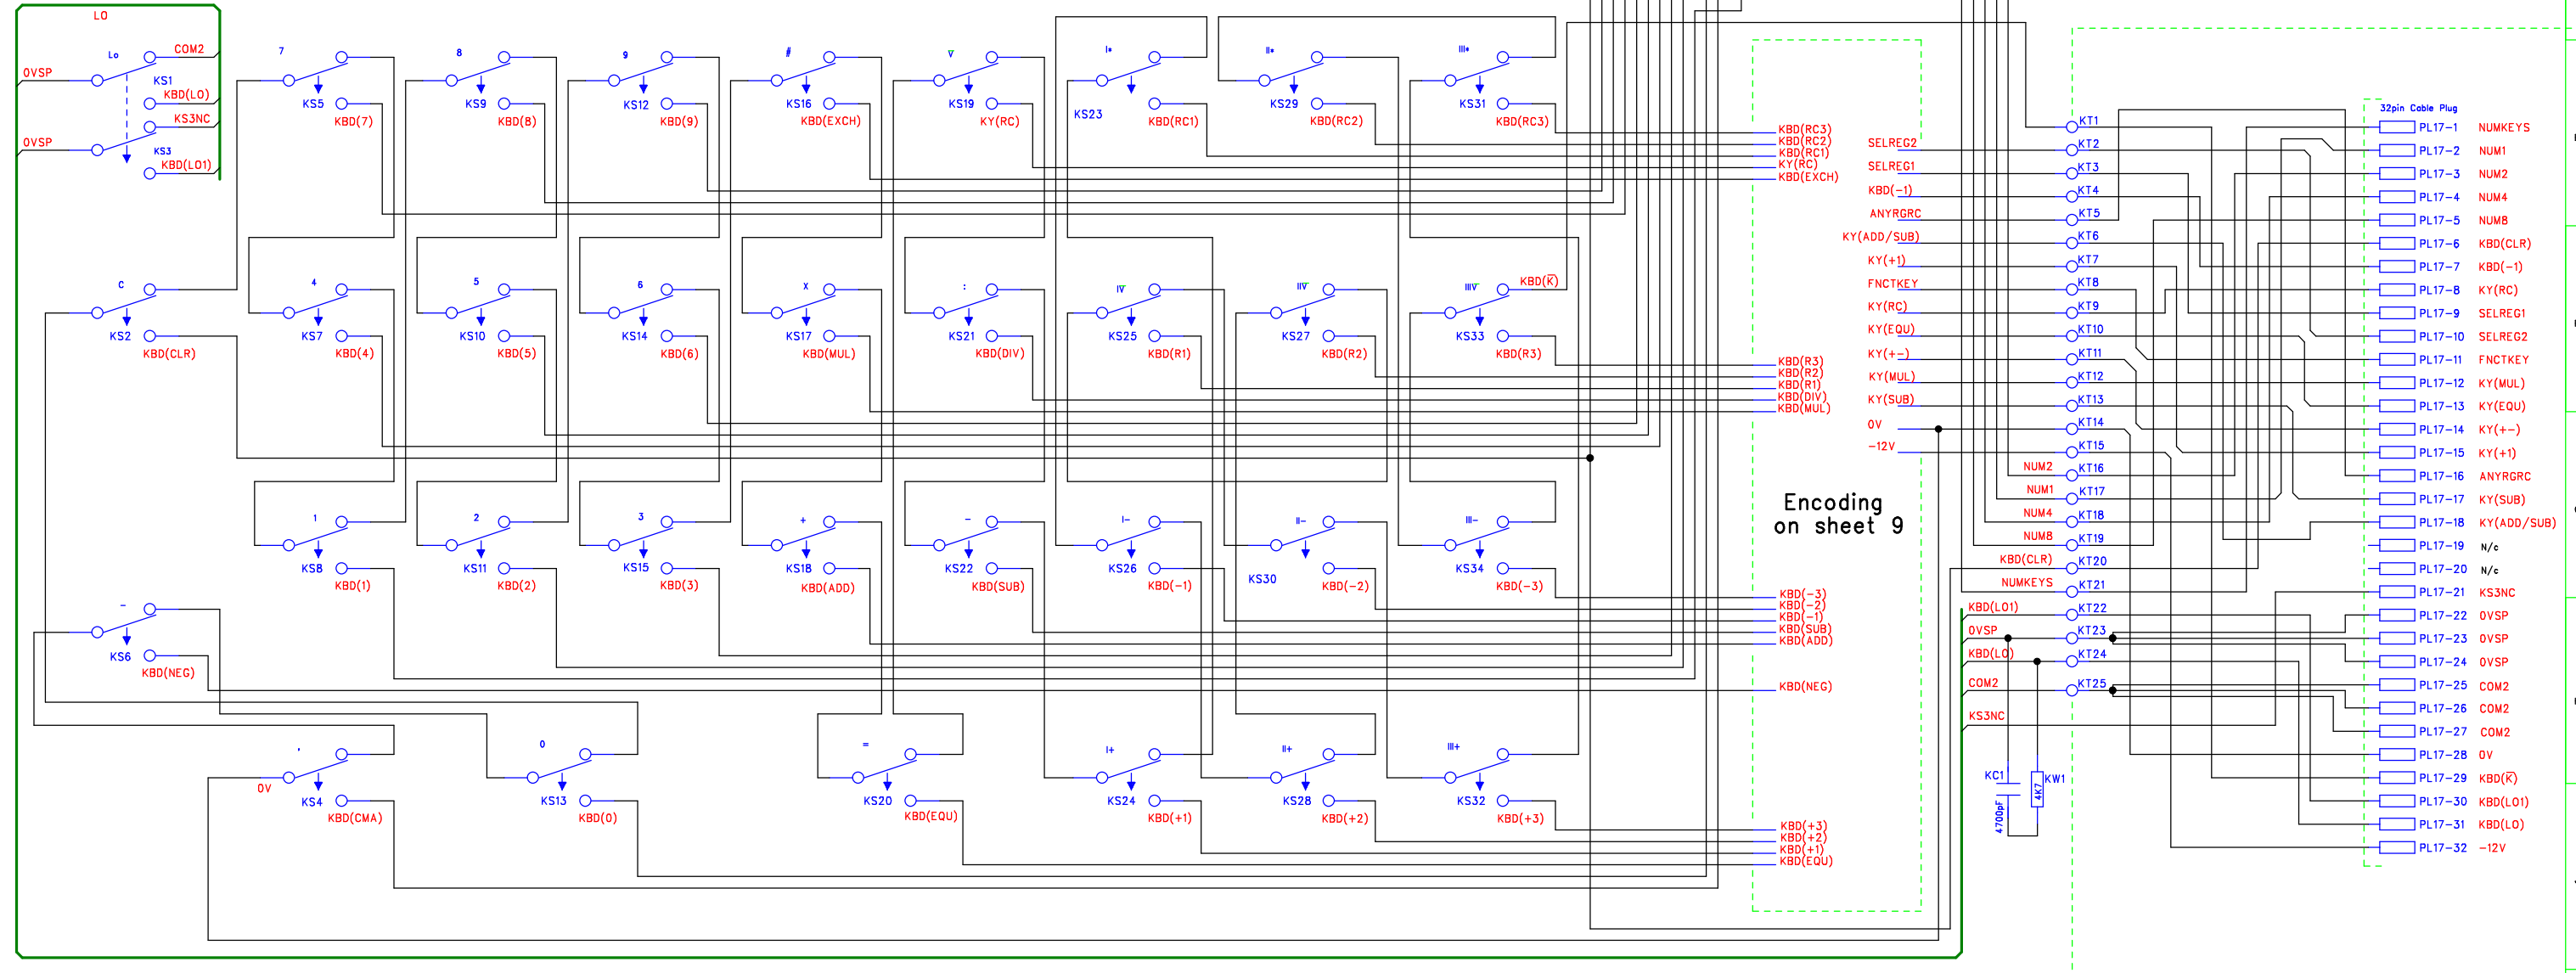 LO
Lo
COM2
0VSP
KS1
KBD(LO)
KS3NC
0VSP
KS3
KBD(LO1)
7
KS5
KBD(7)
8
KS9
KBD(8)
9
KS12
KBD(9)
#
KS16
KBD(EXCH)
V
KS19
KY(RC)
I*
KS23
KBD(RC1)
II*
KS29
KBD(RC2)
III*
KS31
KBD(RC3)
C
KS2
KBD(CLR)
4
KS7
KBD(4)
5
KS10
KBD(5)
6
KS14
KBD(6)
X
KS17
KBD(MUL)
:
KS21
KBD(DIV)
IV
KS25
KBD(R1)
IIV
KS27
KBD(R2)
IIIV
KBD(K̅)
KS33
KBD(R3)
1
KS8
KBD(1)
2
KS11
KBD(2)
3
KS15
KBD(3)
+
KS18
KBD(ADD)
-
KS22
KBD(SUB)
I-
KS26
KBD(-1)
II-
KS30
KBD(-2)
III-
KS34
KBD(-3)
-
KS6
KBD(NEG)
,
0V
KS4
KBD(CMA)
0
KS13
KBD(0)
=
KS20
KBD(EQU)
I+
KS24
KBD(+1)
II+
KS28
KBD(+2)
III+
KS32
KBD(+3)
KBD(RC3)
KBD(RC2)
KBD(RC1)
KY(RC)
KBD(EXCH)
KBD(R3)
KBD(R2)
KBD(R1)
KBD(DIV)
KBD(MUL)
Encoding
on sheet 9
KBD(-3)
KBD(-2)
KBD(-1)
KBD(SUB)
KBD(ADD)
KBD(NEG)
KBD(+3)
KBD(+2)
KBD(+1)
KBD(EQU)
KT1
SELREG2 KT2
SELREG1 KT3
KBD(-1) KT4
ANYRGRC KT5
KY(ADD/SUB) KT6
KY(+1) KT7
FNCTKEY KT8
KY(RC) KT9
KY(EQU) KT10
KY(+-) KT11
KY(MUL) KT12
KY(SUB) KT13
0V KT14
-12V KT15
NUM2 KT16
NUM1 KT17
NUM4 KT18
NUM8 KT19
KBD(CLR) KT20
NUMKEYS KT21
KBD(LO1) KT22
0VSP KT23
KBD(LO) KT24
COM2 KT25
KS3NC
KC1
4700pF
4K7
KW1
32pin Cable Plug
PL17-1 NUMKEYS
PL17-2 NUM1
PL17-3 NUM2
PL17-4 NUM4
PL17-5 NUM8
PL17-6 KBD(CLR)
PL17-7 KBD(-1)
PL17-8 KY(RC)
PL17-9 SELREG1
PL17-10 SELREG2
PL17-11 FNCTKEY
PL17-12 KY(MUL)
PL17-13 KY(EQU)
PL17-14 KY(+-)
PL17-15 KY(+1)
PL17-16 ANYRGRC
PL17-17 KY(SUB)
PL17-18 KY(ADD/SUB)
PL17-19 N/c
PL17-20 N/c
PL17-21 KS3NC
PL17-22 0VSP
PL17-23 0VSP
PL17-24 0VSP
PL17-25 COM2
PL17-26 COM2
PL17-27 COM2
PL17-28 0V
PL17-29 KBD(K̅)
PL17-30 KBD(LO1)
PL17-31 KBD(LO)
PL17-32 -12V